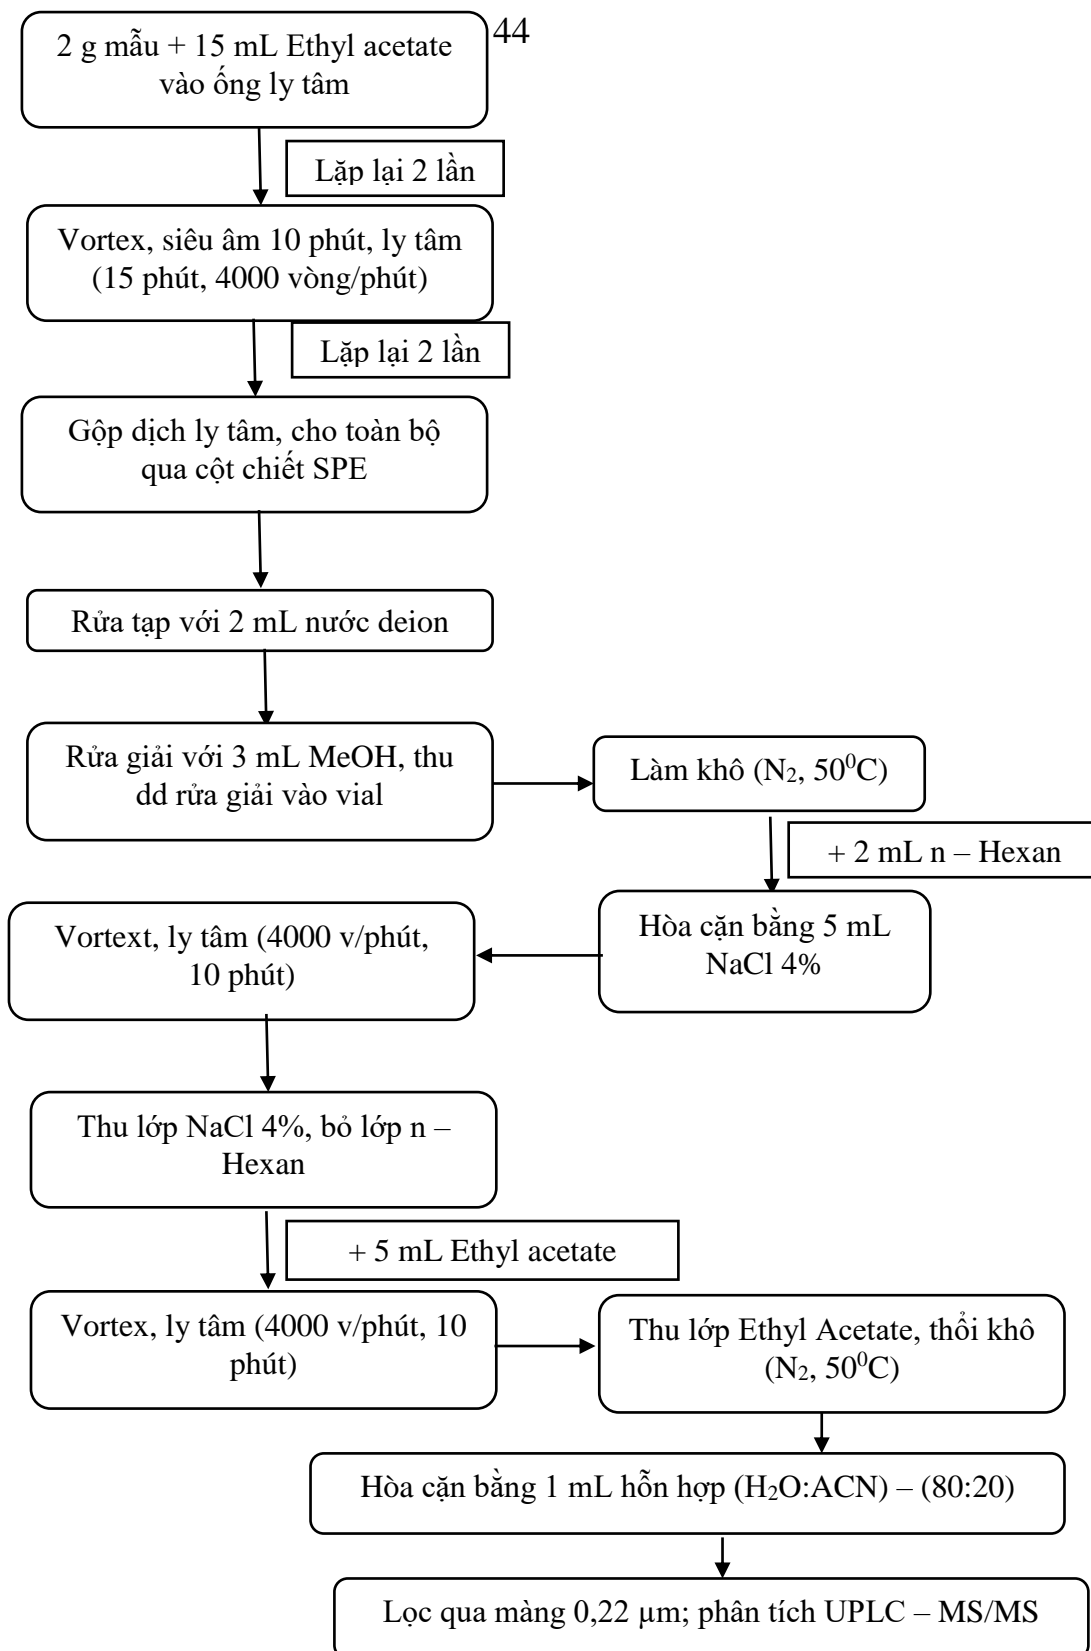 44
2 g mẫu + 15 mL Ethyl acetate
vào ống ly tâm
Lặp lại 2 lần
Vortex, siêu âm 10 phút, ly tâm
(15 phút, 4000 vòng/phút)
Lặp lại 2 lần
Gộp dịch ly tâm, cho toàn bộ
qua cột chiết SPE
Rửa tạp với 2 mL nước deion
Rửa giải với 3 mL MeOH, thu
dd rửa giải vào vial
Làm khô (N₂, 50⁰C)
+ 2 mL n – Hexan
Hòa cặn bằng 5 mL
NaCl 4%
Vortext, ly tâm (4000 v/phút,
10 phút)
Thu lớp NaCl 4%, bỏ lớp n –
Hexan
+ 5 mL Ethyl acetate
Vortex, ly tâm (4000 v/phút, 10
phút)
Thu lớp Ethyl Acetate, thổi khô
(N₂, 50⁰C)
Hòa cặn bằng 1 mL hỗn hợp (H₂O:ACN) – (80:20)
Lọc qua màng 0,22 µm; phân tích UPLC – MS/MS